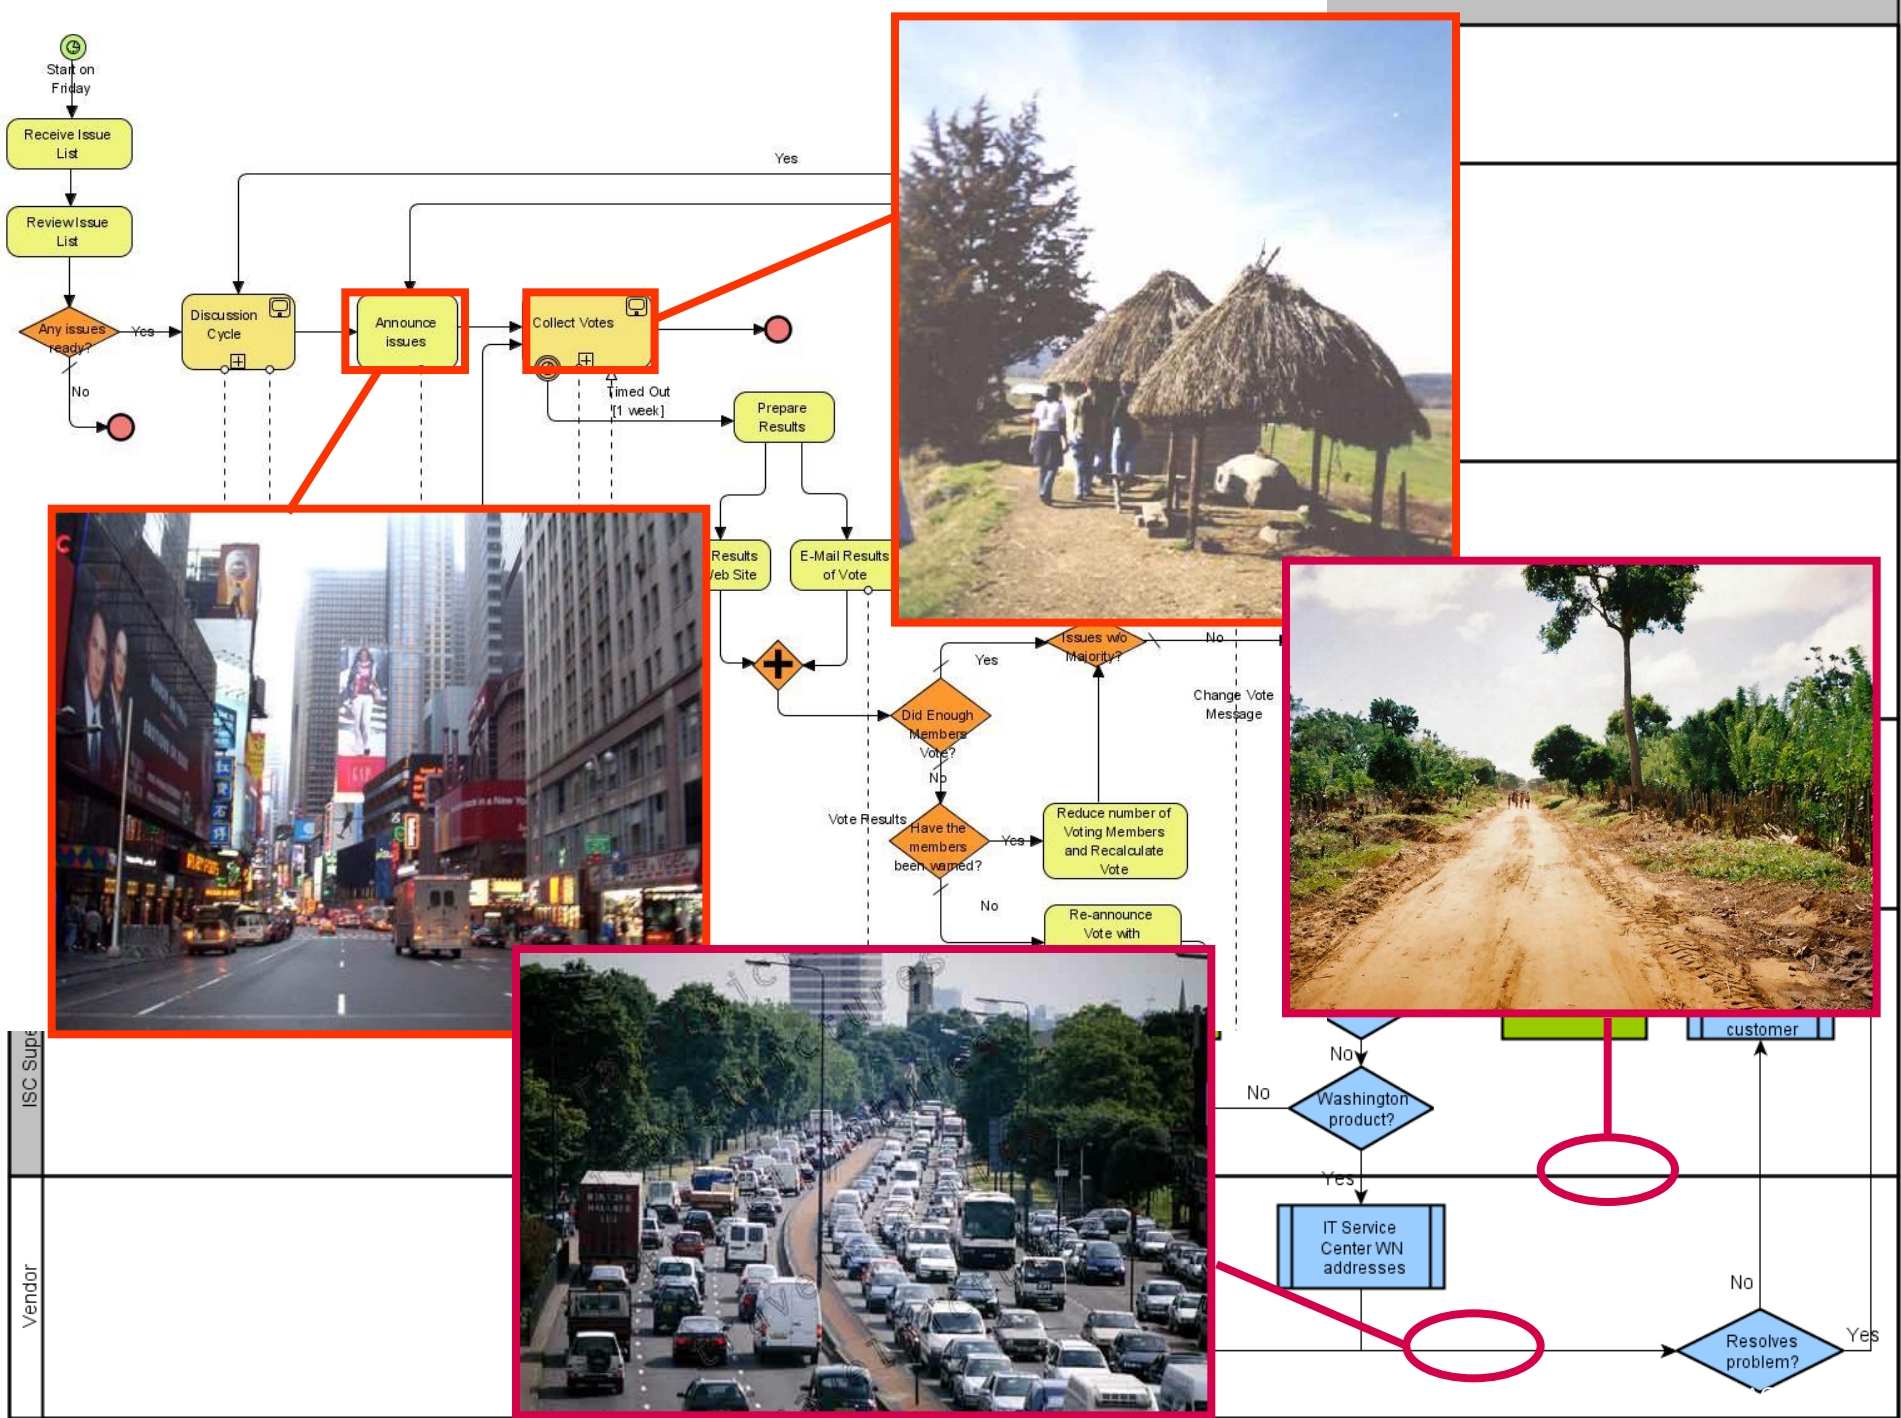 Start on
Friday
Receive Issue
List
Review Issue
List
Any issues
ready?
Yes
No
Discussion
Cycle
Announce
issues
Collect Votes
Yes
Timed Out
[1 week]
Prepare
Results
Results
E-Mail Results
of Vote
Issues w/o
Majority?
Yes
No
Change Vote
Message
Did Enough
Members
Vote?
No
Vote Results
Have the
members
been warned?
Yes
Reduce number of
Voting Members
and Recalculate
Vote
No
Re-announce
Vote with
customer
No
Washington
product?
No
Yes
IT Service
Center WN
addresses
No
Resolves
problem?
Yes
ISC
Vendor
GAP